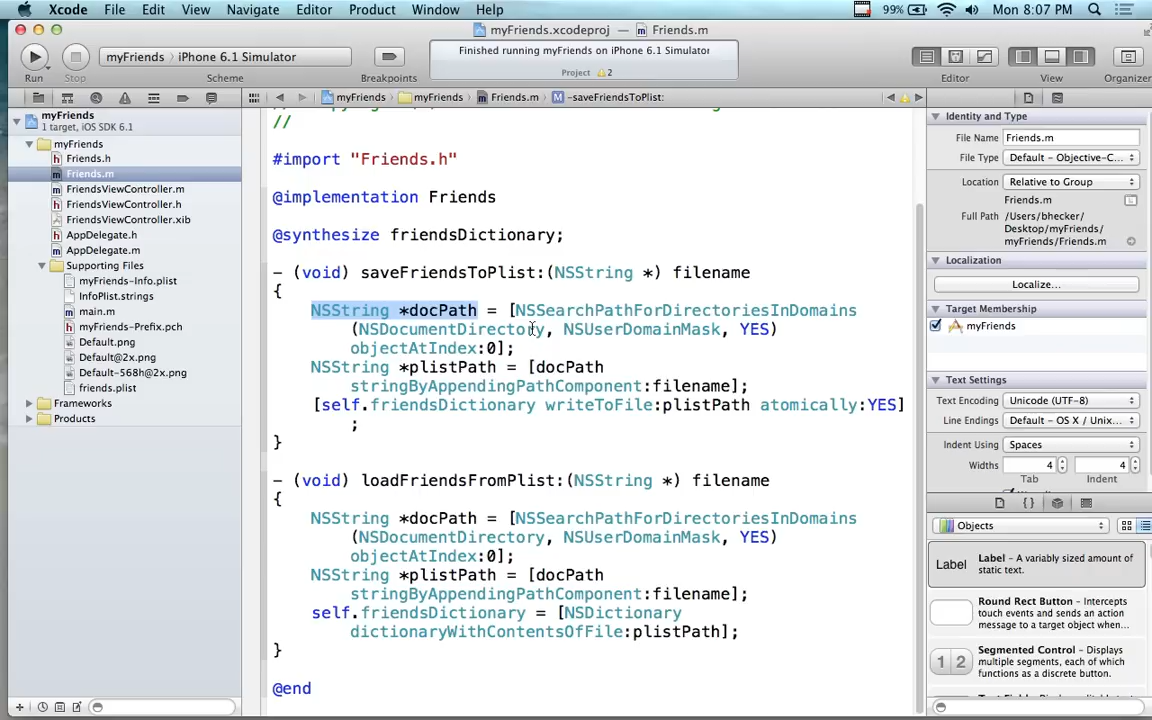 Xcode File Edit View Navigate Editor Product Window Help 99% Mon 8:07 PM
myFriends.xcodeproj — Friends.m
myFriends iPhone 6.1 Simulator
Finished running myFriends on iPhone 6.1 Simulator
Project 2
Run Stop Scheme Breakpoints Editor View Organizer
myFriends myFriends Friends.m M -saveFriendsToPlist:
myFriends
1 target, iOS SDK 6.1
myFriends
Friends.h
Friends.m
FriendsViewController.m
FriendsViewController.h
FriendsViewController.xib
AppDelegate.h
AppDelegate.m
Supporting Files
myFriends-Info.plist
InfoPlist.strings
main.m
myFriends-Prefix.pch
Default.png
Default@2x.png
Default-568h@2x.png
friends.plist
Frameworks
Products
//
#import "Friends.h"
@implementation Friends
@synthesize friendsDictionary;
- (void) saveFriendsToPlist:(NSString *) filename
{
NSString *docPath = [NSSearchPathForDirectoriesInDomains
(NSDocumentDirectory, NSUserDomainMask, YES)
objectAtIndex:0];
NSString *plistPath = [docPath
stringByAppendingPathComponent:filename];
[self.friendsDictionary writeToFile:plistPath atomically:YES]
;
}
- (void) loadFriendsFromPlist:(NSString *) filename
{
NSString *docPath = [NSSearchPathForDirectoriesInDomains
(NSDocumentDirectory, NSUserDomainMask, YES)
objectAtIndex:0];
NSString *plistPath = [docPath
stringByAppendingPathComponent:filename];
self.friendsDictionary = [NSDictionary
dictionaryWithContentsOfFile:plistPath];
}
@end
Identity and Type
File Name Friends.m
File Type Default - Objective-C...
Location Relative to Group
Friends.m
Full Path /Users/bhecker/
Desktop/myFriends/
myFriends/Friends.m
Localization
Localize...
Target Membership
myFriends
Text Settings
Text Encoding Unicode (UTF-8)
Line Endings Default - OS X / Unix...
Indent Using Spaces
Widths 4 4
Tab Indent
{ }
Objects
Label Label - A variably sized amount of
static text.
Round Rect Button - Intercepts
touch events and sends an
action message to a target object when...
1 2 Segmented Control - Displays
multiple segments, each of which
functions as a discrete button.